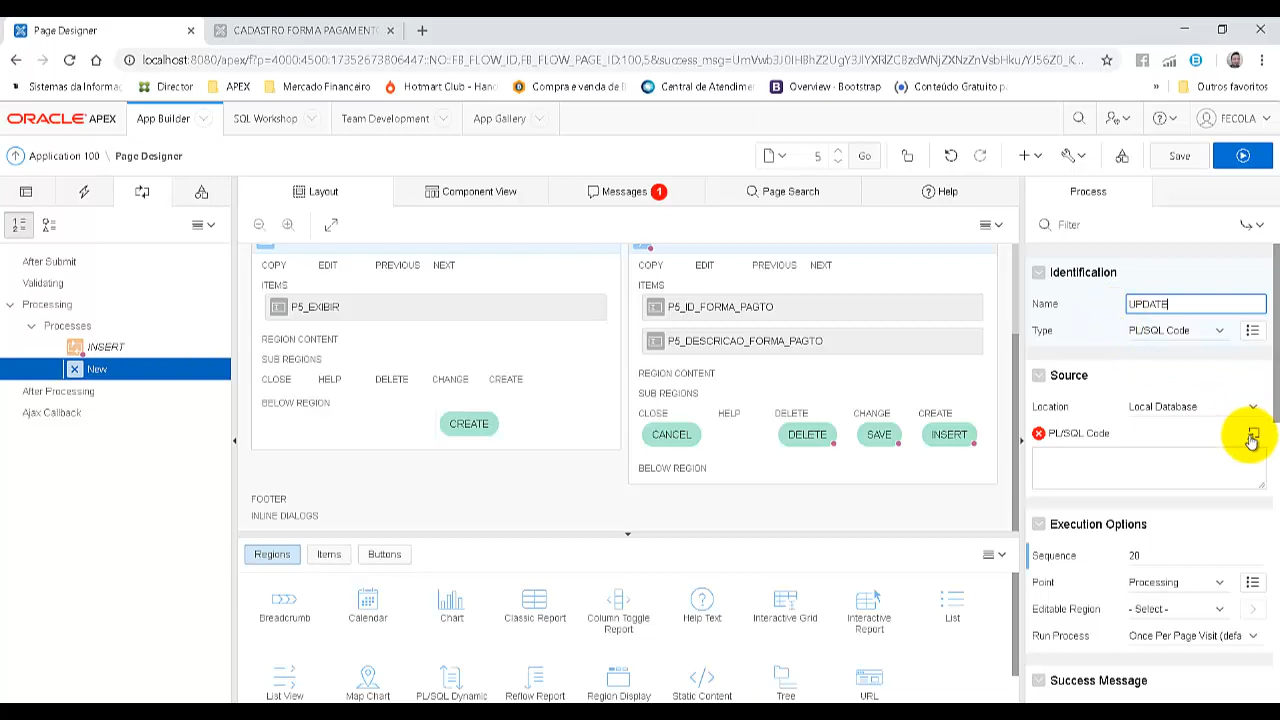 Page Designer
CADASTRO FORMA PAGAMENT
localhost:8080/apex/f?p=4000:4500:17352673806447::NO:FB_FLOW_ID,FB_FLOW_PAGE_ID:100,5&success_msg=
Sistemas da Informaç
Director
APEX
Mercado Financeiro
Hotmart Club - Hand
Compra e venda de B
Central de Atendime
Overview · Bootstrap
Conteúdo Gratuito p
»
Outros favoritos
ORACLE APEX
App Builder
SQL Workshop
Team Development
App Gallery
FECOLA
Application 100
Page Designer
5
Go
Save
Layout
Component View
Messages 1
Page Search
Help
Process
Filter
After Submit
Validating
Processing
Processes
INSERT
New
After Processing
Ajax Callback
COPY EDIT PREVIOUS NEXT
ITEMS
P5_EXIBIR
REGION CONTENT
SUB REGIONS
CLOSE HELP DELETE CHANGE CREATE
BELOW REGION
CREATE
COPY EDIT PREVIOUS NEXT
ITEMS
P5_ID_FORMA_PAGTO
P5_DESCRICAO_FORMA_PAGTO
REGION CONTENT
SUB REGIONS
CLOSE HELP DELETE CHANGE CREATE
CANCEL DELETE SAVE INSERT
BELOW REGION
FOOTER
INLINE DIALOGS
Regions
Items
Buttons
Breadcrumb
Calendar
Chart
Classic Report
Column Toggle
Report
Help Text
Interactive Grid
Interactive
Report
List
List View
Map Chart
PL/SQL Dynamic
Reflow Report
Region Display
Static Content
Tree
URL
Identification
Name UPDATE
Type PL/SQL Code
Source
Location Local Database
PL/SQL Code
Execution Options
Sequence 20
Point Processing
Editable Region - Select -
Run Process Once Per Page Visit (defa
Success Message